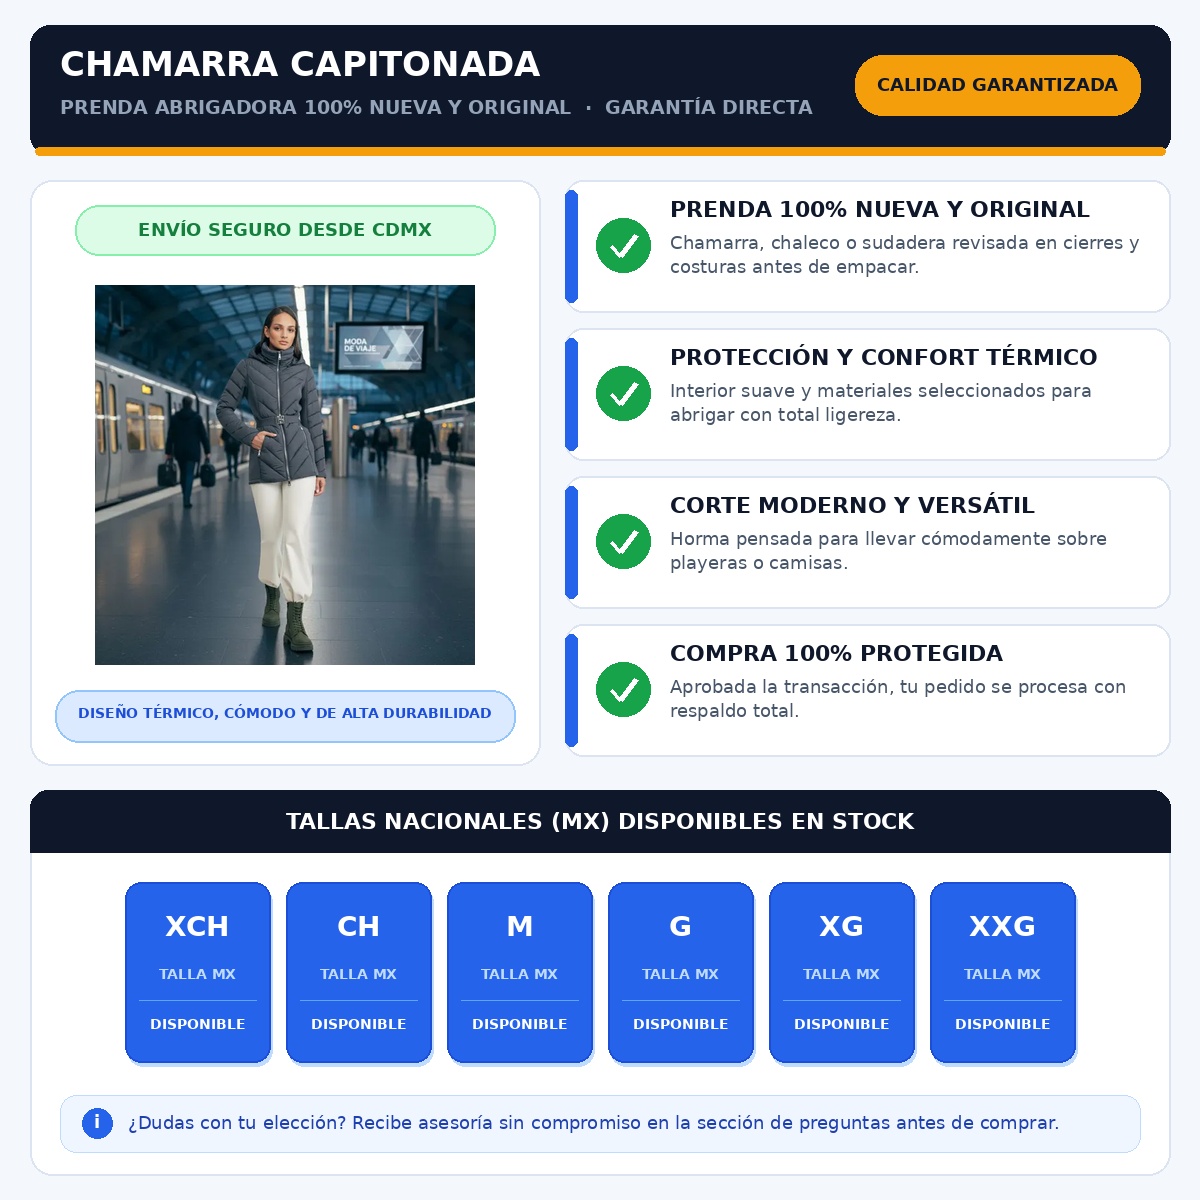 CHAMARRA CAPITONADA
PRENDA ABRIGADORA 100% NUEVA Y ORIGINAL · GARANTÍA DIRECTA
CALIDAD GARANTIZADA
ENVÍO SEGURO DESDE CDMX
MODA
DE VIAJE
DISEÑO TÉRMICO, CÓMODO Y DE ALTA DURABILIDAD
PRENDA 100% NUEVA Y ORIGINAL
Chamarra, chaleco o sudadera revisada en cierres y
costuras antes de empacar.
PROTECCIÓN Y CONFORT TÉRMICO
Interior suave y materiales seleccionados para
abrigar con total ligereza.
CORTE MODERNO Y VERSÁTIL
Horma pensada para llevar cómodamente sobre
playeras o camisas.
COMPRA 100% PROTEGIDA
Aprobada la transacción, tu pedido se procesa con
respaldo total.
TALLAS NACIONALES (MX) DISPONIBLES EN STOCK
XCH
TALLA MX
DISPONIBLE
CH
TALLA MX
DISPONIBLE
M
TALLA MX
DISPONIBLE
G
TALLA MX
DISPONIBLE
XG
TALLA MX
DISPONIBLE
XXG
TALLA MX
DISPONIBLE
i
¿Dudas con tu elección? Recibe asesoría sin compromiso en la sección de preguntas antes de comprar.